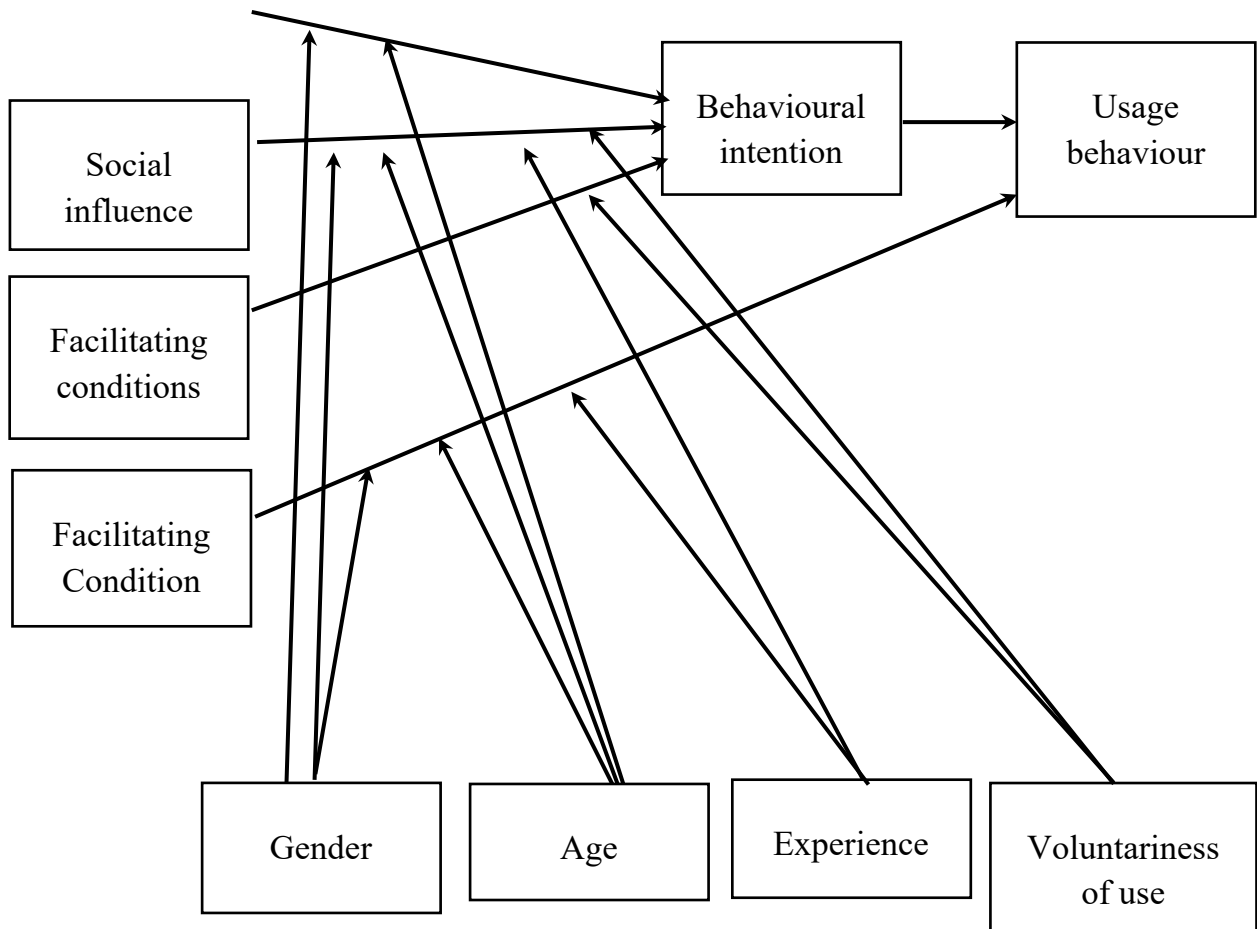 Behavioural
intention
Usage
behaviour
Social
influence
Facilitating
conditions
Facilitating
Condition
Gender
Age
Experience
Voluntariness
of use